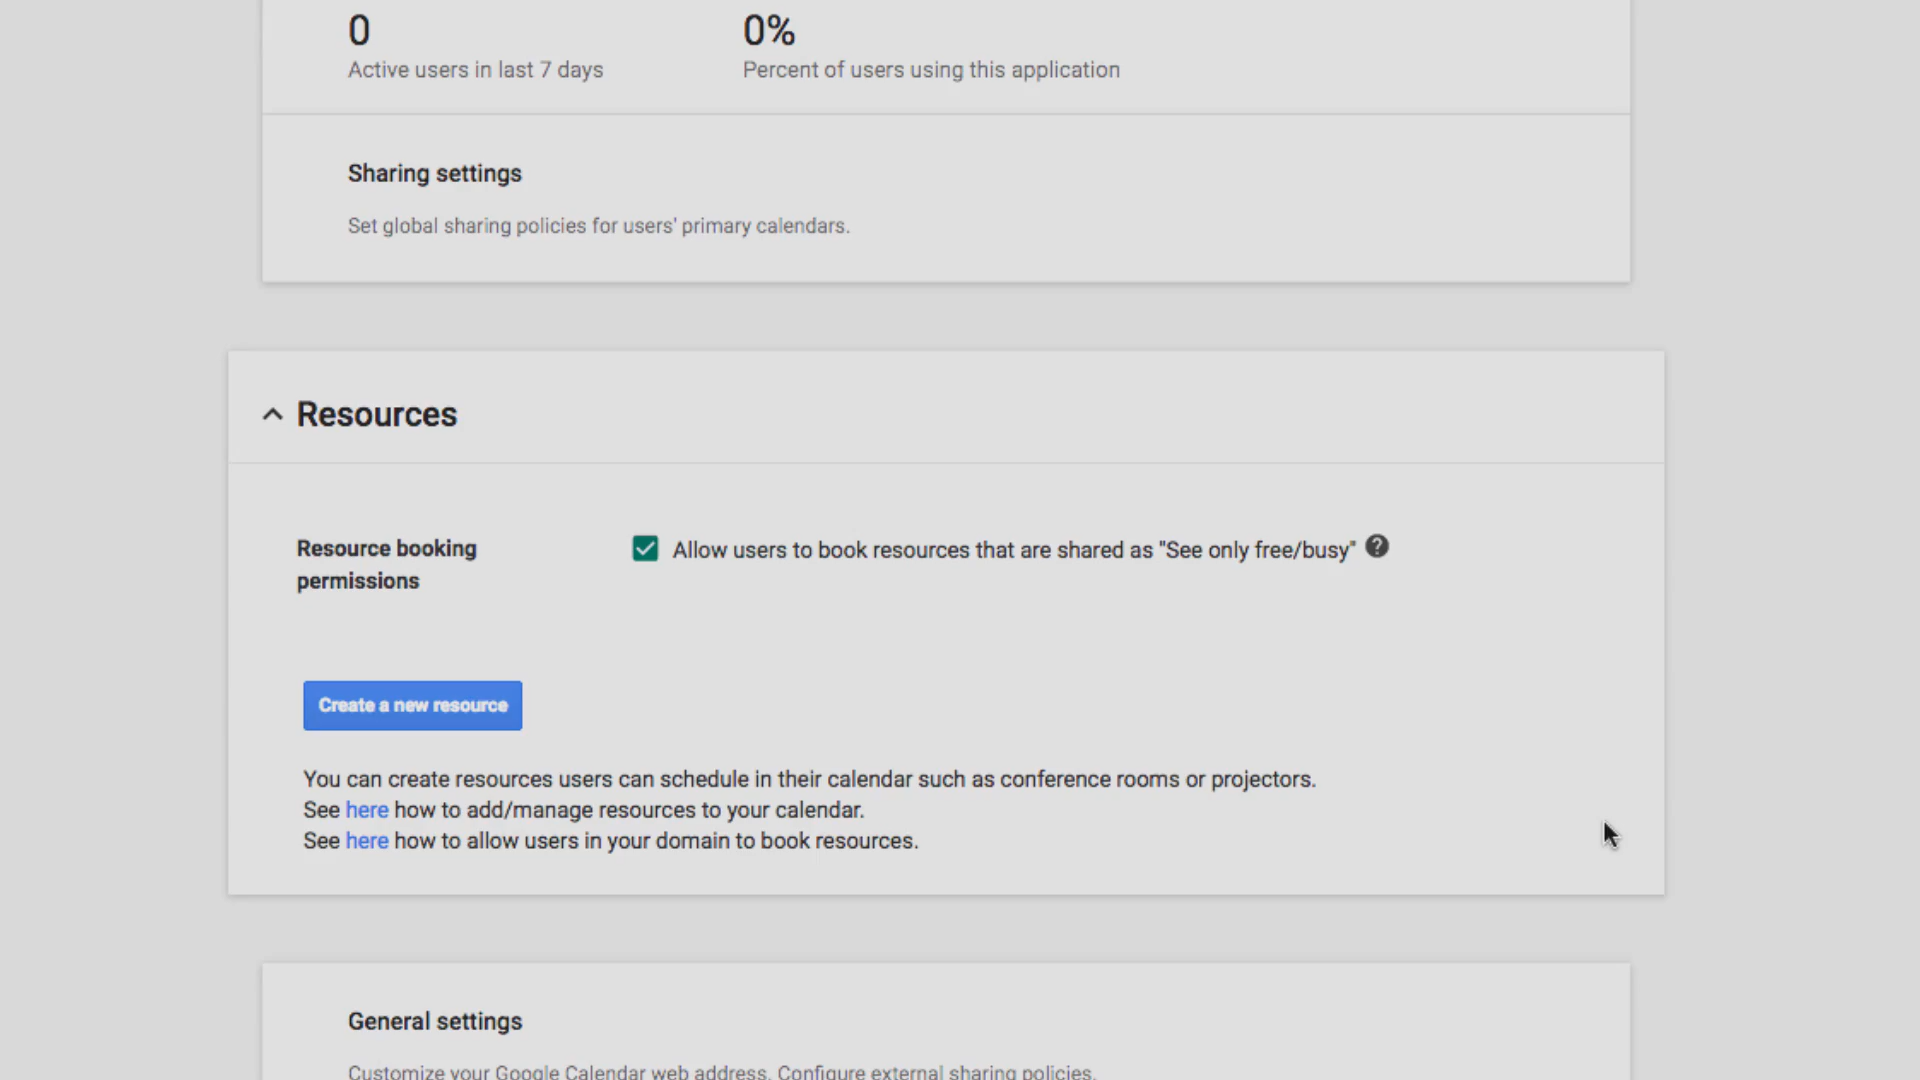 0
0%
Active users in last 7 days
Percent of users using this application
Sharing settings
Set global sharing policies for users' primary calendars.
Resources
Resource booking
permissions
Allow users to book resources that are shared as "See only free/busy"
Create a new resource
You can create resources users can schedule in their calendar such as conference rooms or projectors.
See here how to add/manage resources to your calendar.
See here how to allow users in your domain to book resources.
General settings
Customize your Google Calendar web address. Configure external sharing policies.